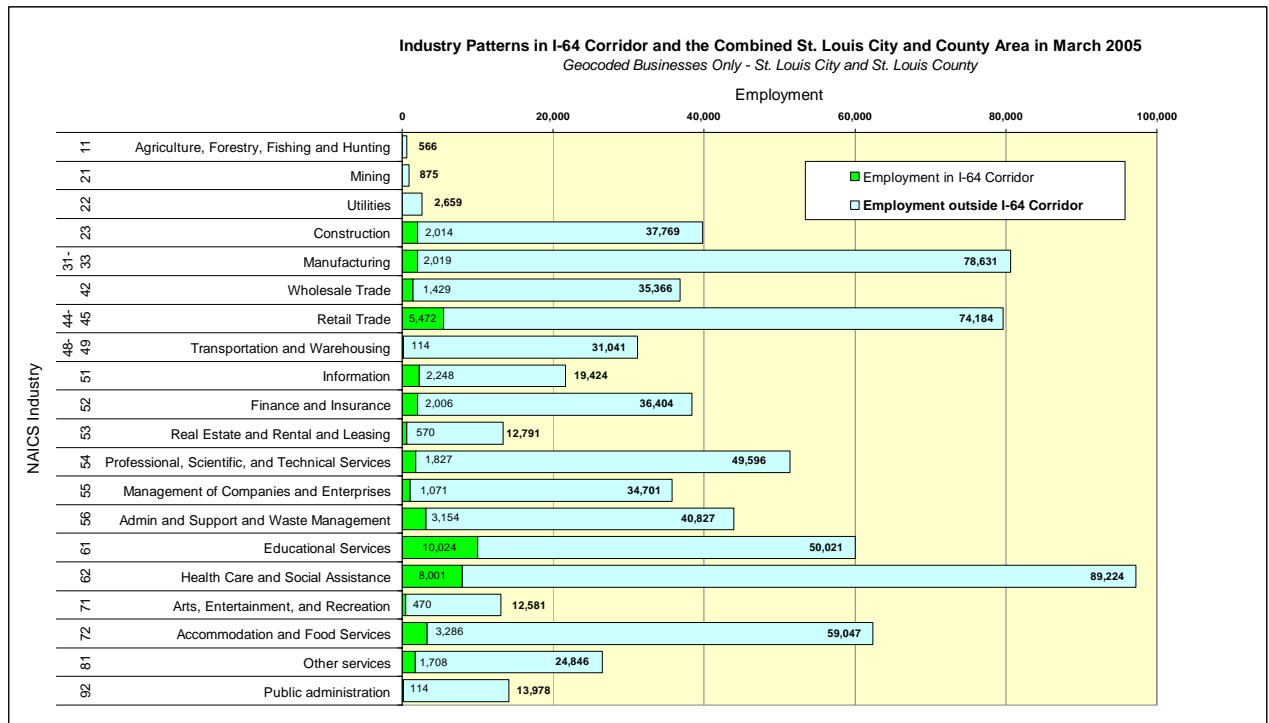 Industry Patterns in I-64 Corridor and the Combined St. Louis City and County Area in March 2005
Geocoded Businesses Only - St. Louis City and St. Louis County
Employment
0 20,000 40,000 60,000 80,000 100,000
Employment in I-64 Corridor
Employment outside I-64 Corridor
NAICS Industry
11 Agriculture, Forestry, Fishing and Hunting 566
21 Mining 875
22 Utilities 2,659
23 Construction 2,014 37,769
31-33 Manufacturing 2,019 78,631
42 Wholesale Trade 1,429 35,366
44-45 Retail Trade 5,472 74,184
48-49 Transportation and Warehousing 114 31,041
51 Information 2,248 19,424
52 Finance and Insurance 2,006 36,404
53 Real Estate and Rental and Leasing 570 12,791
54 Professional, Scientific, and Technical Services 1,827 49,596
55 Management of Companies and Enterprises 1,071 34,701
56 Admin and Support and Waste Management 3,154 40,827
61 Educational Services 10,024 50,021
62 Health Care and Social Assistance 8,001 89,224
71 Arts, Entertainment, and Recreation 470 12,581
72 Accommodation and Food Services 3,286 59,047
81 Other services 1,708 24,846
92 Public administration 114 13,978